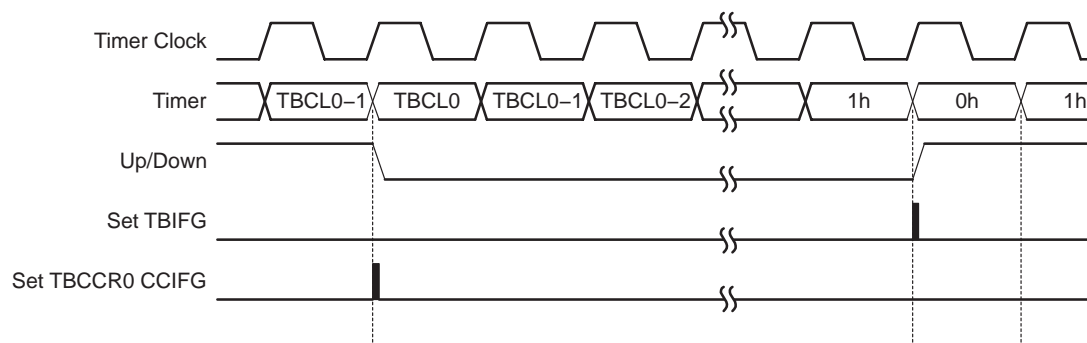 Timer Clock
Timer
TBCL0–1
TBCL0
TBCL0–1
TBCL0–2
1h
0h
1h
Up/Down
Set TBIFG
Set TBCCR0 CCIFG